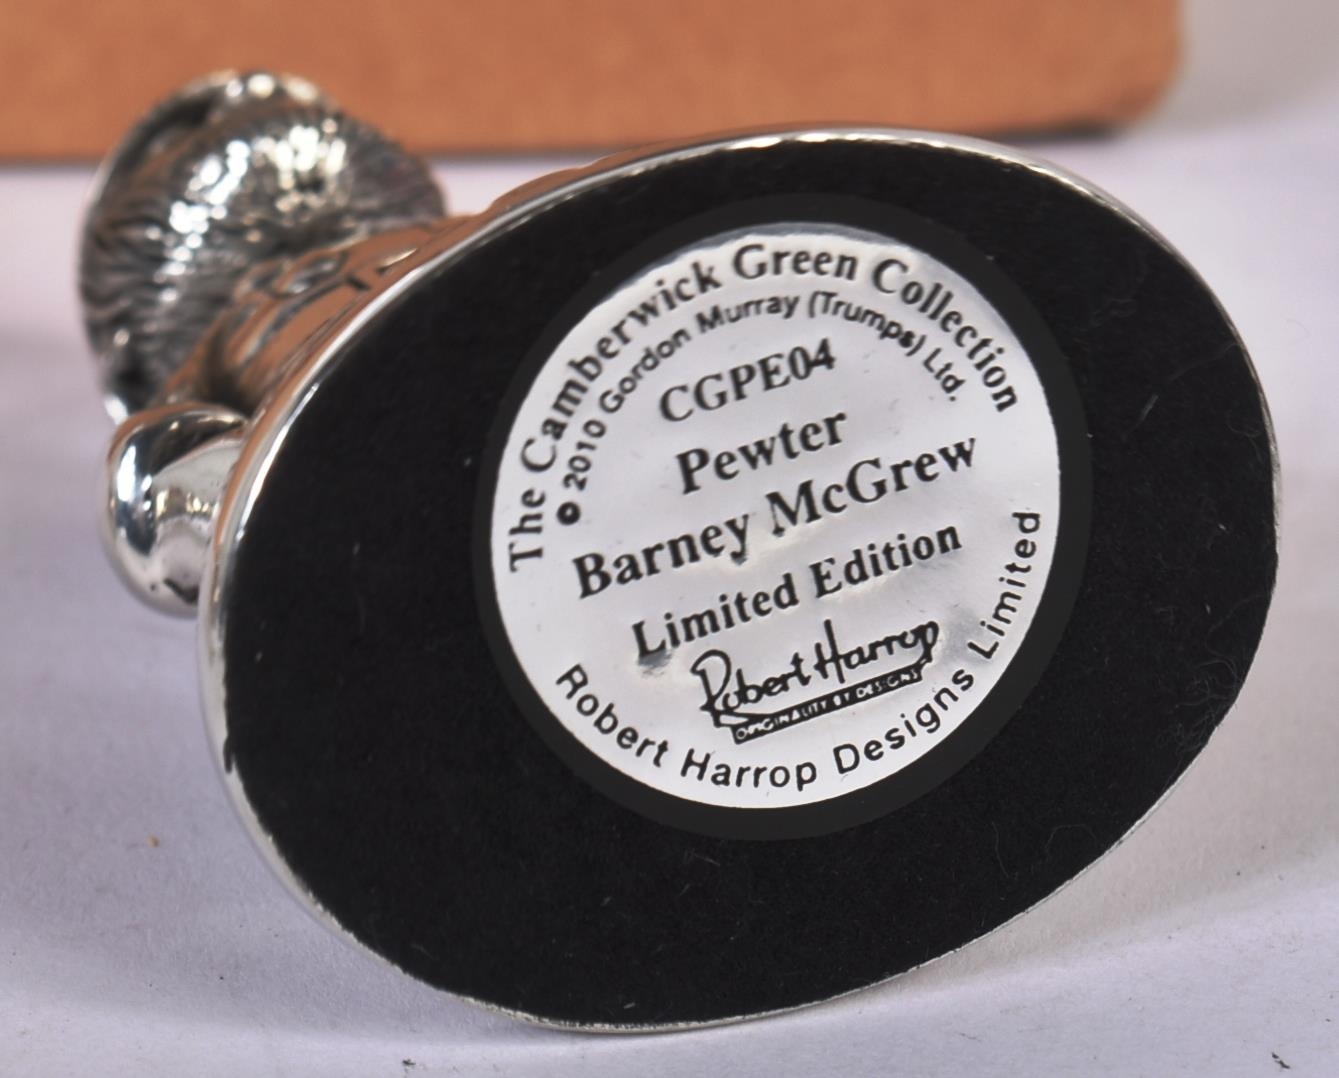 The Camberwick Green Collection
© 2010 Gordon Murray (Trumps) Ltd.
CGPE04
Pewter
Barney McGrew
Limited Edition
Robert Harrop
ORIGINALITY BY DESIGNS
Robert Harrop Designs Limited